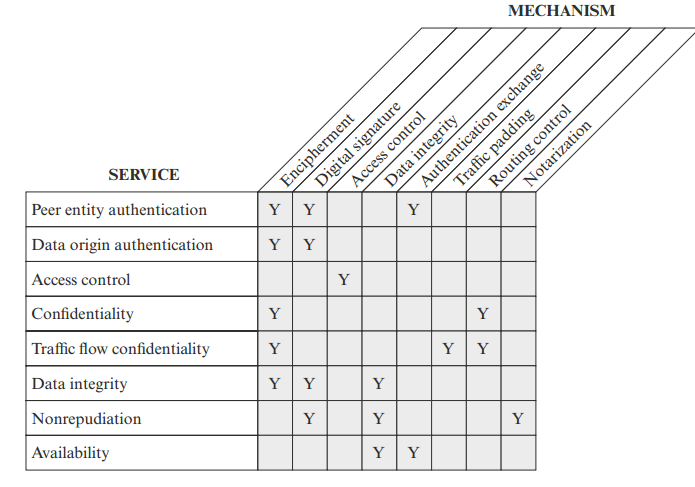 MECHANISM
Encipherment
Digital signature
Access control
Data integrity
Authentication exchange
Traffic padding
Routing control
Notarization
SERVICE
Peer entity authentication Y Y Y
Data origin authentication Y Y
Access control Y
Confidentiality Y Y
Traffic flow confidentiality Y Y Y
Data integrity Y Y Y
Nonrepudiation Y Y Y
Availability Y Y